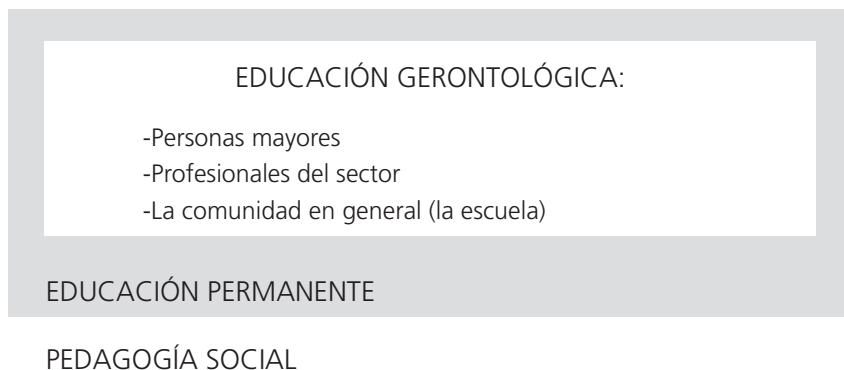 EDUCACIÓN GERONTOLÓGICA:
-Personas mayores
-Profesionales del sector
-La comunidad en general (la escuela)
EDUCACIÓN PERMANENTE
PEDAGOGÍA SOCIAL